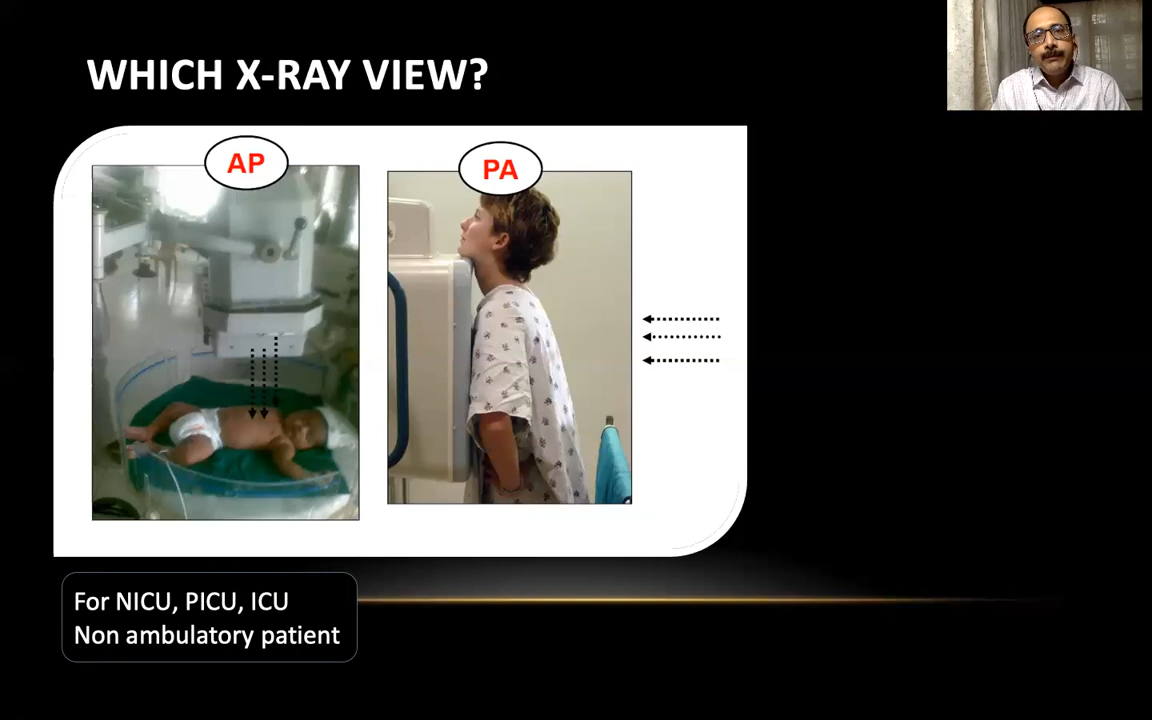 WHICH X-RAY VIEW?
AP
PA
For NICU, PICU, ICU
Non ambulatory patient